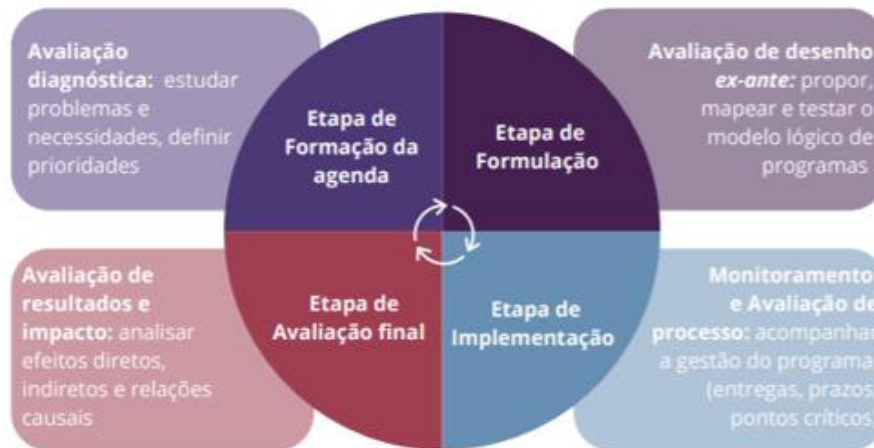 Avaliação
diagnóstica: estudar
problemas e
necessidades, definir
prioridades
Etapa de
Formação da
agenda
Etapa de
Formulação
Avaliação de desenho
ex-ante: propor,
mapear e testar o
modelo lógico de
programas
Avaliação de
resultados e
impacto: analisar
efeitos diretos,
indiretos e relações
causais
Etapa de
Avaliação final
Etapa de
Implementação
Monitoramento
e Avaliação de
processo: acompanhar
a gestão do programa
(entregas, prazos
pontos críticos